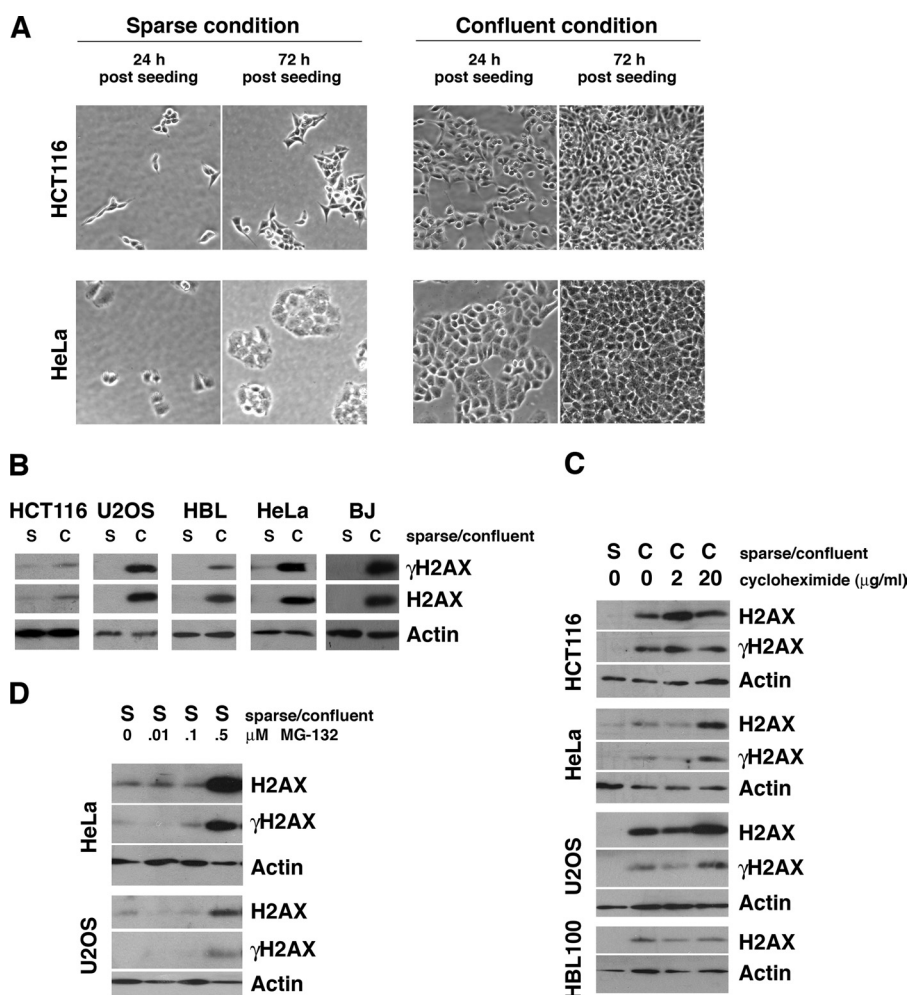 A
Sparse condition
Confluent condition
24 h
post seeding
72 h
post seeding
24 h
post seeding
72 h
post seeding
HCT116
HeLa
B
HCT116 U2OS HBL HeLa BJ
S C S C S C S C S C sparse/confluent
γH2AX
H2AX
Actin
C
S C C C sparse/confluent
0 0 2 20 cycloheximide (μg/ml)
HCT116
H2AX
γH2AX
Actin
HeLa
H2AX
γH2AX
Actin
U2OS
H2AX
γH2AX
Actin
HBL100
H2AX
Actin
D
S S S S sparse/confluent
0 .01 .1 .5 μM MG-132
HeLa
H2AX
γH2AX
Actin
U2OS
H2AX
γH2AX
Actin